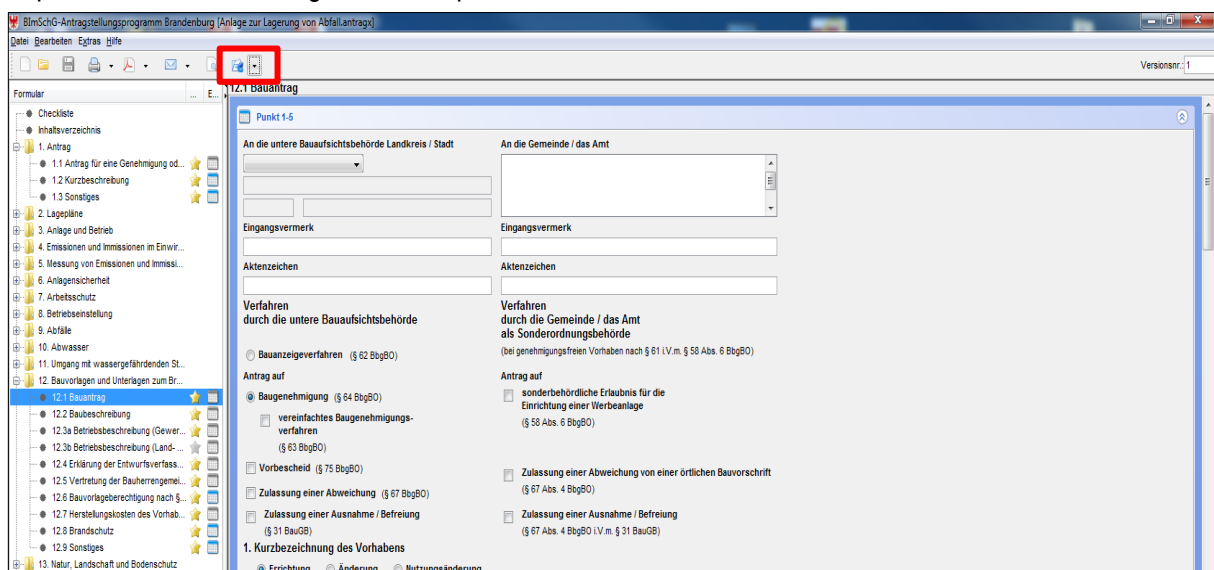 BImSchG-Antragstellungsprogramm Brandenburg [Anlage zur Lagerung von Abfall.antragx]
Datei Bearbeiten Extras Hilfe
Versionsnr.: 1
Formular ... E...
Checkliste
Inhaltsverzeichnis
1. Antrag
1.1 Antrag für eine Genehmigung od...
1.2 Kurzbeschreibung
1.3 Sonstiges
2. Lagepläne
3. Anlage und Betrieb
4. Emissionen und Immissionen im Einwir...
5. Messung von Emissionen und Immissi...
6. Anlagensicherheit
7. Arbeitsschutz
8. Betriebseinstellung
9. Abfälle
10. Abwasser
11. Umgang mit wassergefährdenden St...
12. Bauvorlagen und Unterlagen zum Br...
12.1 Bauantrag
12.2 Baubeschreibung
12.3a Betriebsbeschreibung (Gewer...
12.3b Betriebsbeschreibung (Land- ...
12.4 Erklärung der Entwurfsverfass...
12.5 Vertretung der Bauherrengemei...
12.6 Bauvorlageberechtigung nach §...
12.7 Herstellungskosten des Vorhab...
12.8 Brandschutz
12.9 Sonstiges
13. Natur, Landschaft und Bodenschutz
12.1 Bauantrag
Punkt 1-5
An die untere Bauaufsichtsbehörde Landkreis / Stadt
Eingangsvermerk
Aktenzeichen
Verfahren
durch die untere Bauaufsichtsbehörde
Bauanzeigeverfahren (§ 62 BbgBO)
Antrag auf
Baugenehmigung (§ 64 BbgBO)
vereinfachtes Baugenehmigungs-
verfahren
(§ 63 BbgBO)
Vorbescheid (§ 75 BbgBO)
Zulassung einer Abweichung (§ 67 BbgBO)
Zulassung einer Ausnahme / Befreiung
(§ 31 BauGB)
An die Gemeinde / das Amt
Eingangsvermerk
Aktenzeichen
Verfahren
durch die Gemeinde / das Amt
als Sonderordnungsbehörde
(bei genehmigungsfreien Vorhaben nach § 61 i.V.m. § 58 Abs. 6 BbgBO)
Antrag auf
sonderbehördliche Erlaubnis für die
Einrichtung einer Werbeanlage
(§ 58 Abs. 6 BbgBO)
Zulassung einer Abweichung von einer örtlichen Bauvorschrift
(§ 67 Abs. 4 BbgBO)
Zulassung einer Ausnahme / Befreiung
(§ 67 Abs. 4 BbgBO i.V.m. § 31 BauGB)
1. Kurzbezeichnung des Vorhabens
Errichtung Änderung Nutzungsänderung